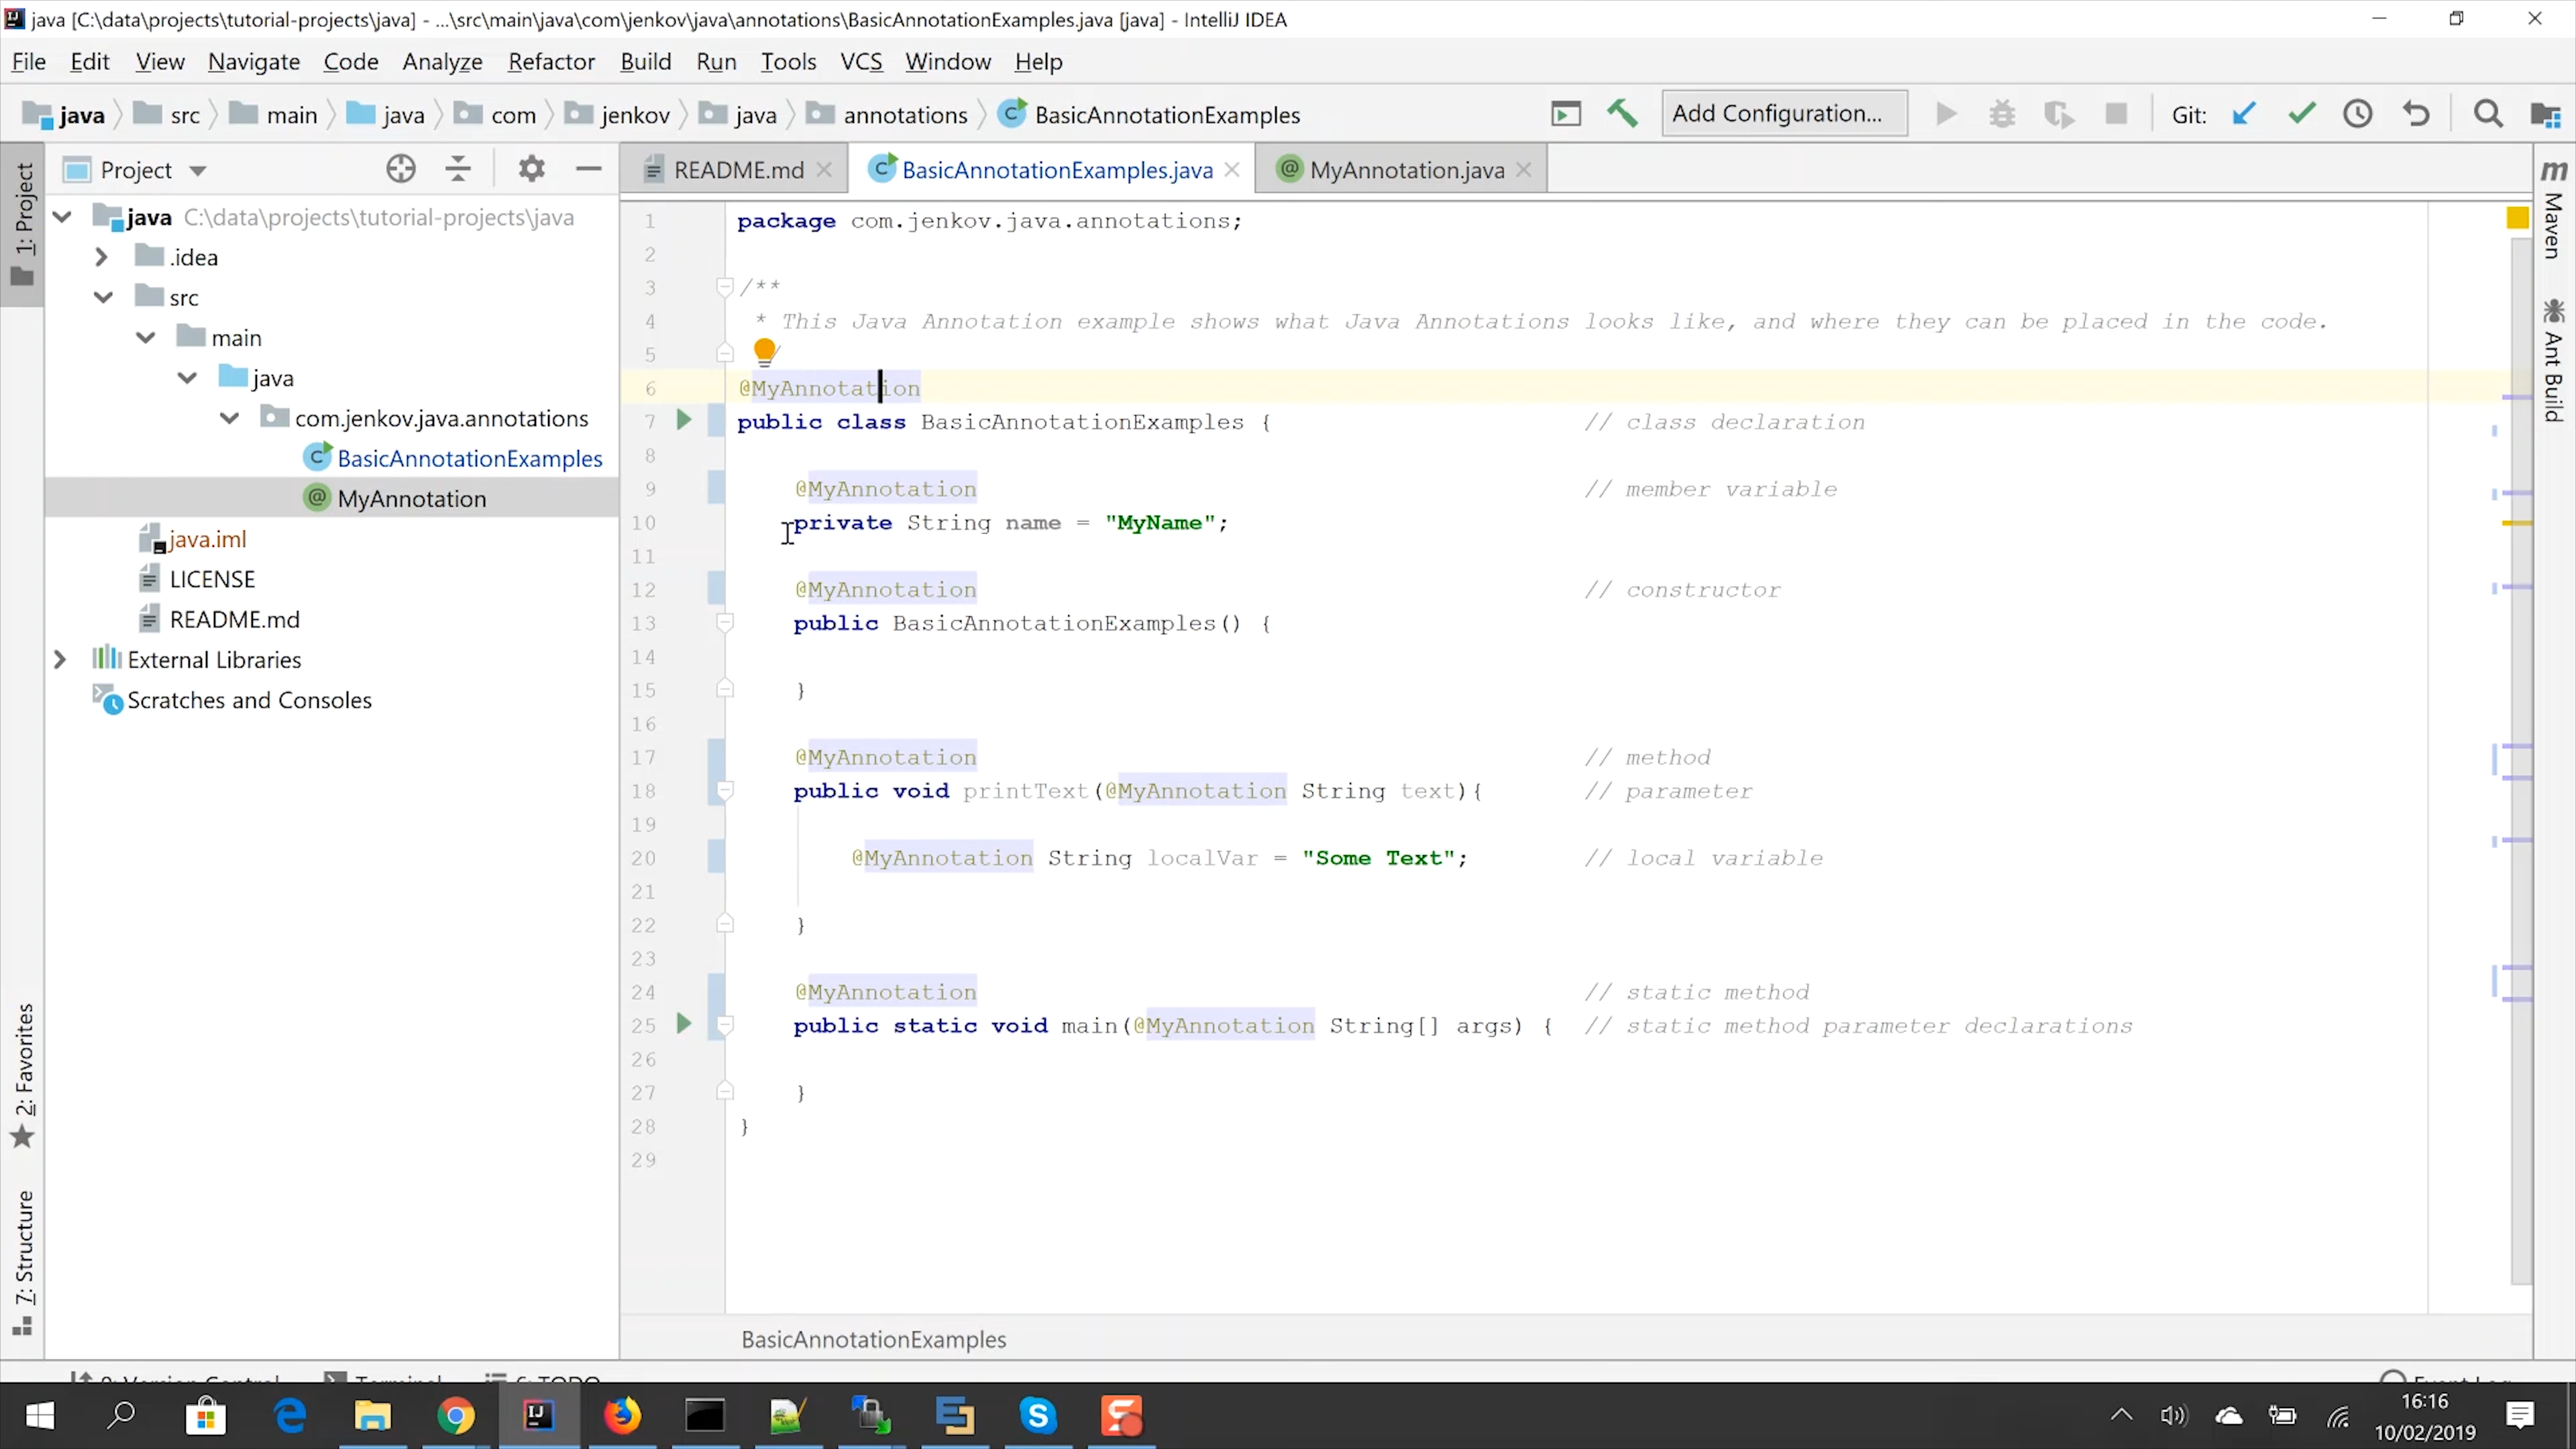 java [C:\data\projects\tutorial-projects\java] - ...\src\main\java\com\jenkov\java\annotations\BasicAnnotationExamples.java [java] - IntelliJ IDEA
File Edit View Navigate Code Analyze Refactor Build Run Tools VCS Window Help
java src main java com jenkov java annotations BasicAnnotationExamples Add Configuration... Git:
1: Project
Project
java C:\data\projects\tutorial-projects\java
.idea
src
main
java
com.jenkov.java.annotations
BasicAnnotationExamples
MyAnnotation
java.iml
LICENSE
README.md
External Libraries
Scratches and Consoles
2: Favorites
7: Structure
README.md BasicAnnotationExamples.java MyAnnotation.java
1 package com.jenkov.java.annotations;
2
3 /**
4 * This Java Annotation example shows what Java Annotations looks like, and where they can be placed in the code.
5
6 @MyAnnotation
7 public class BasicAnnotationExamples { // class declaration
8
9 @MyAnnotation // member variable
10 private String name = "MyName";
11
12 @MyAnnotation // constructor
13 public BasicAnnotationExamples() {
14
15 }
16
17 @MyAnnotation // method
18 public void printText(@MyAnnotation String text){ // parameter
19
20 @MyAnnotation String localVar = "Some Text"; // local variable
21
22 }
23
24 @MyAnnotation // static method
25 public static void main(@MyAnnotation String[] args) { // static method parameter declarations
26
27 }
28 }
29
BasicAnnotationExamples
Maven
Ant Build
16:16
10/02/2019